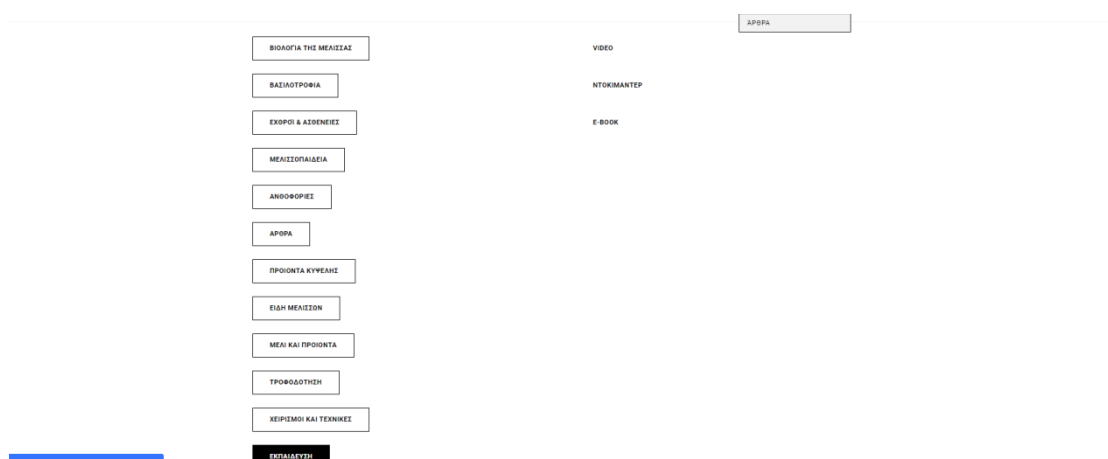 ΑΡΘΡΑ
ΒΙΟΛΟΓΙΑ ΤΗΣ ΜΕΛΙΣΣΑΣ
ΒΑΣΙΛΟΤΡΟΦΙΑ
ΕΧΘΡΟΊ & ΑΣΘΕΝΕΙΕΣ
ΜΕΛΙΣΣΟΠΑΙΔΕΙΑ
ΑΝΘΟΦΟΡΙΕΣ
ΑΡΘΡΑ
ΠΡΟΙΟΝΤΑ ΚΥΨΕΛΗΣ
ΕΙΔΗ ΜΕΛΙΣΣΩΝ
ΜΕΛΙ ΚΑΙ ΠΡΟΙΟΝΤΑ
ΤΡΟΦΟΔΟΤΗΣΗ
ΧΕΙΡΙΣΜΟΙ ΚΑΙ ΤΕΧΝΙΚΕΣ
ΕΚΠΑΙΔΕΥΣΗ
VIDEO
ΝΤΟΚΙΜΑΝΤΕΡ
E-BOOK